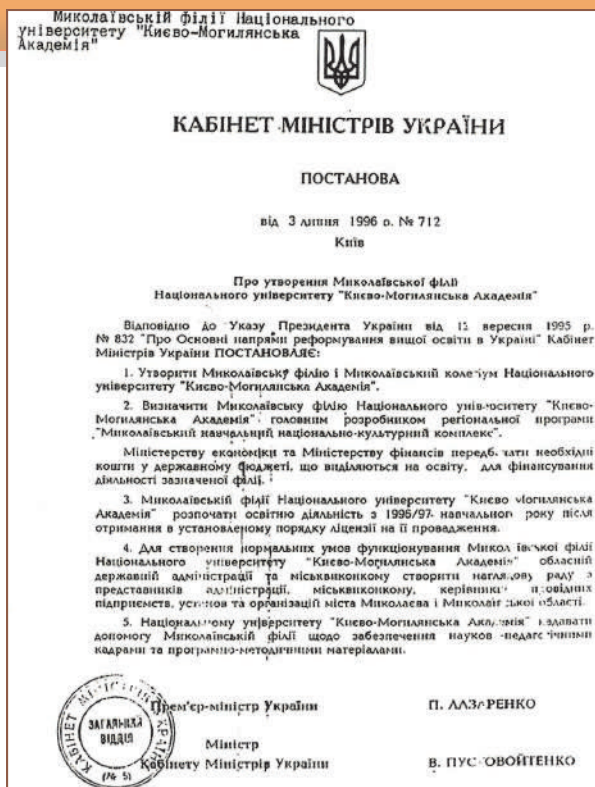 Миколаївській філії Національного
університету "Києво-Могилянська
Академія"
КАБІНЕТ МІНІСТРІВ УКРАЇНИ
ПОСТАНОВА
від 3 липня 1996 р. № 712
Київ
Про утворення Миколаївської філії
Національного університету "Києво-Могилянська Академія"
Відповідно до Указу Президента України від 12 вересня 1995 р.
№ 832 "Про Основні напрями реформування вищої освіти в Україні" Кабінет
Міністрів України ПОСТАНОВЛЯЄ:
1. Утворити Миколаївську філію і Миколаївський колегіум Національного
університету "Києво-Могилянська Академія".
2. Визначити Миколаївську філію Національного університету "Києво-
Могилянська Академія" головним розробником регіональної програми
"Миколаївський навчальний національно-культурний комплекс".
Міністерству економіки та Міністерству фінансів передбачати необхідні
кошти у державному бюджеті, що виділяються на освіту, для фінансування
діяльності зазначеної філії.
3. Миколаївській філії Національного університету "Києво-Могилянська
Академія" розпочати освітню діяльність з 1996/97 навчального року після
отримання в установленому порядку ліцензії на її провадження.
4. Для створення нормальних умов функціонування Миколаївської філії
Національного університету "Києво-Могилянська Академія" обласній
державній адміністрації та міськвиконкому створити наглядову раду з
представників адміністрації, міськвиконкому, керівників провідних
підприємств, установ та організацій міста Миколаєва і Миколаївської області.
5. Національному університету "Києво-Могилянська Академія" надавати
допомогу Миколаївській філії щодо забезпечення науково-педагогічними
кадрами та програмно-методичними матеріалами.
Прем'єр-міністр України П. ЛАЗАРЕНКО
Міністр
Кабінету Міністрів України В. ПУСТОВОЙТЕНКО
КАБІНЕТ МІНІСТРІВ УКРАЇНИ
ЗАГАЛЬНИЙ
ВІДДІЛ
(№ 5)